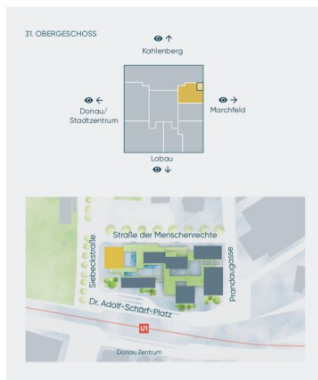 31. OBERGESCHOSS
Kahlenberg
Donau/
Stadtzentrum
Marchfeld
Lobau
Straße der Menschenrechte
Siebeckstraße
Prandaugasse
Dr. Adolf-Schärf-Platz
U1
Donau Zentrum